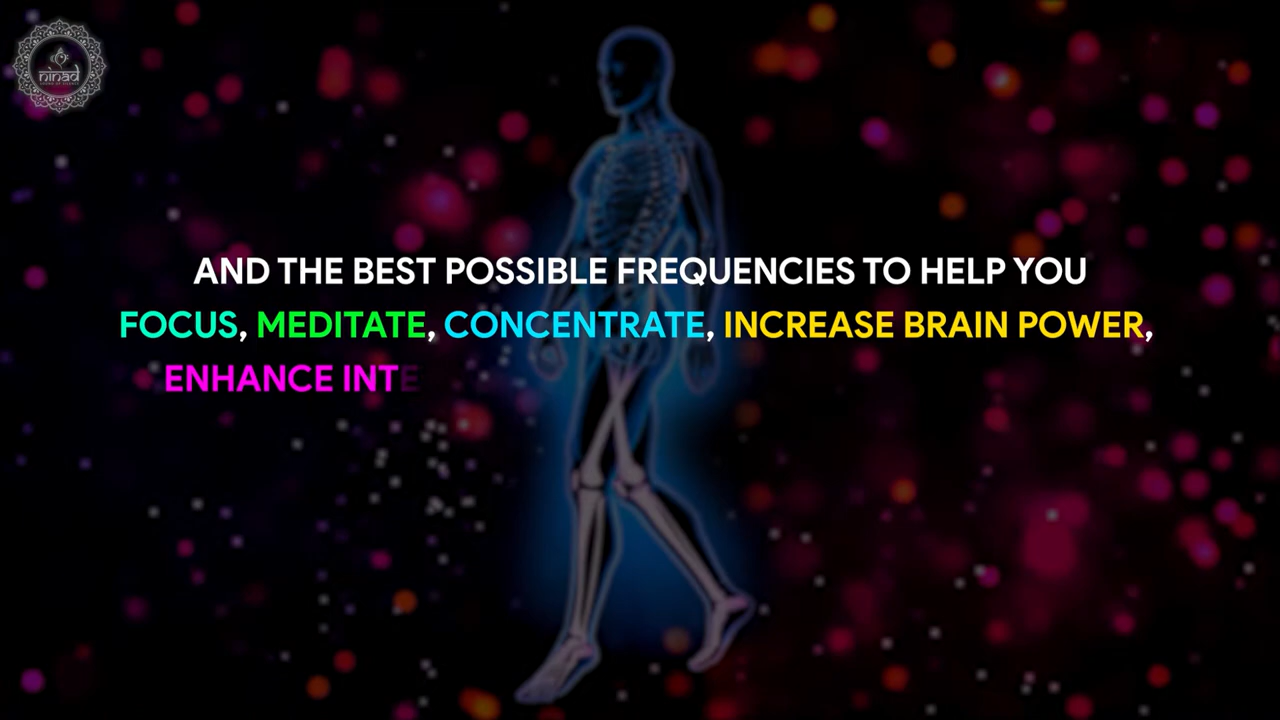 ninad
AND THE BEST POSSIBLE FREQUENCIES TO HELP YOU
FOCUS, MEDITATE, CONCENTRATE, INCREASE BRAIN POWER,
ENHANCE INTE